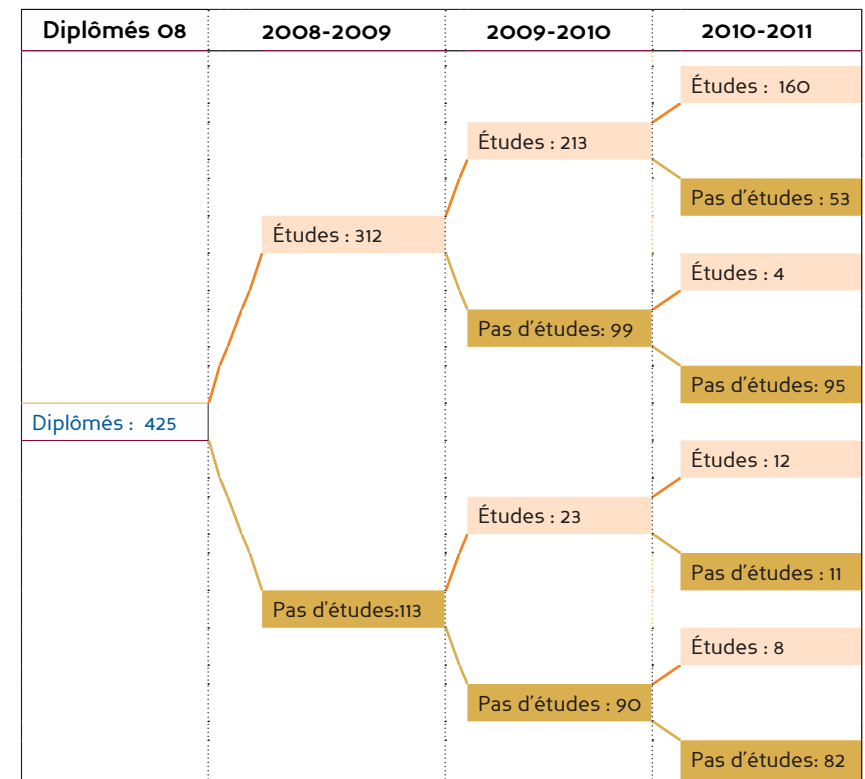 Diplômés 08 2008-2009 2009-2010 2010-2011
Études : 160
Études : 213
Pas d'études : 53
Études : 312
Études : 4
Pas d'études: 99
Pas d'études: 95
Diplômés : 425
Études : 12
Études : 23
Pas d'études : 11
Pas d'études:113
Études : 8
Pas d'études : 90
Pas d'études: 82